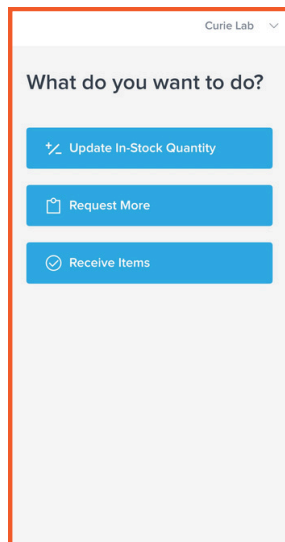 Curie Lab
What do you want to do?
Update In-Stock Quantity
Request More
Receive Items